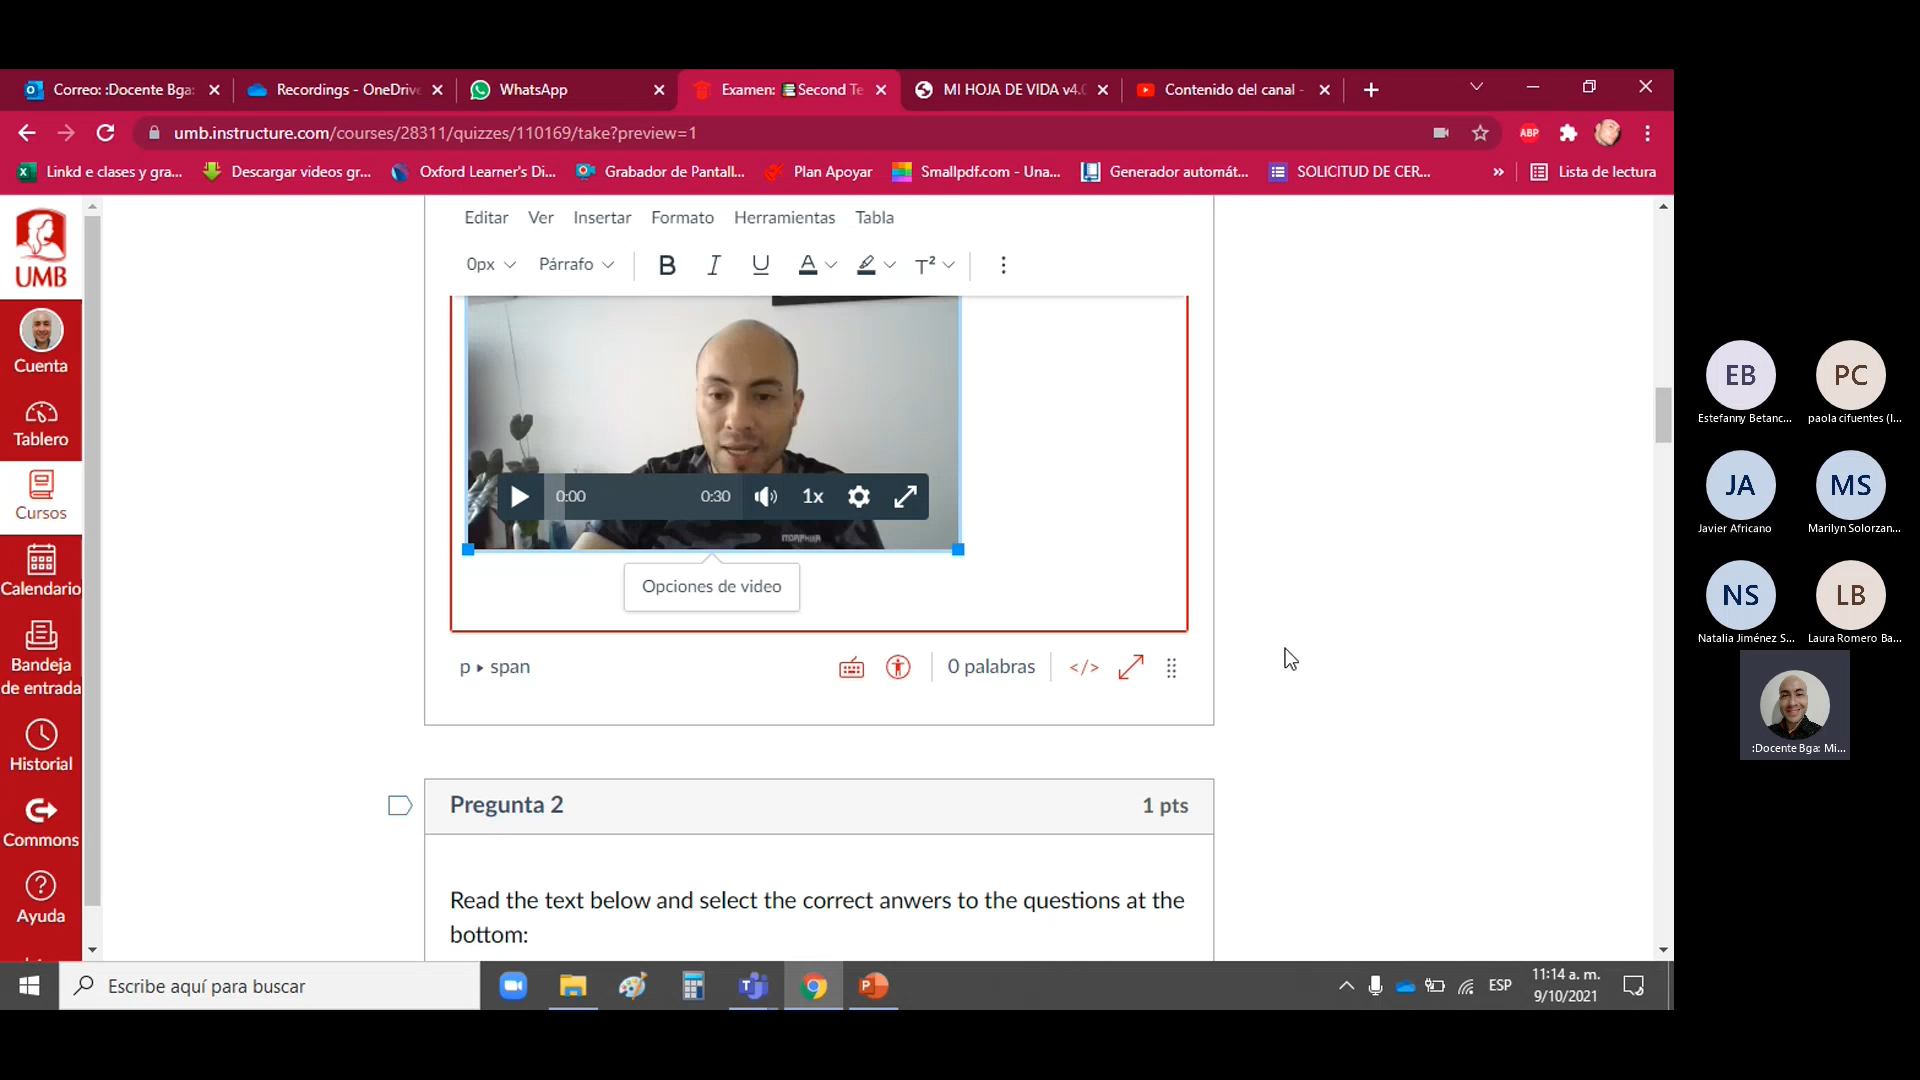 Correo: :Docente Bga:
Recordings - OneDrive
WhatsApp
Examen: Second Te
MI HOJA DE VIDA v4.0
Contenido del canal -
umb.instructure.com/courses/28311/quizzes/110169/take?preview=1
ABP
Linkd e clases y gra...
Descargar videos gr...
Oxford Learner's Di...
Grabador de Pantall...
Plan Apoyar
Smallpdf.com - Una...
Generador automát...
SOLICITUD DE CER...
»
Lista de lectura
UMB
Cuenta
Tablero
Cursos
Calendario
Bandeja
de entrada
Historial
Commons
Ayuda
Editar Ver Insertar Formato Herramientas Tabla
0px Párrafo B I U A T²
0:00 0:30 1x
Opciones de video
p ▸ span
0 palabras
</>
Pregunta 2
1 pts
Read the text below and select the correct anwers to the questions at the
bottom:
EB
Estefanny Betanc...
PC
paola cifuentes (I...
JA
Javier Africano
MS
Marilyn Solorzan...
NS
Natalia Jiménez S...
LB
Laura Romero Ba...
:Docente Bga: Mi...
Escribe aquí para buscar
ESP
11:14 a. m.
9/10/2021